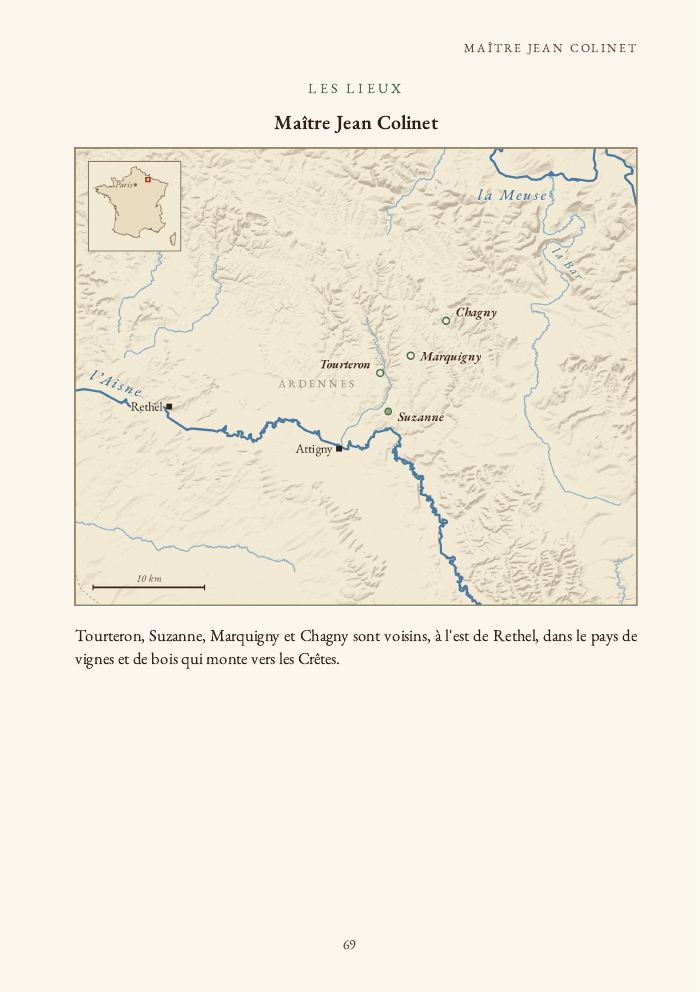 MAÎTRE JEAN COLINET
LES LIEUX
Maître Jean Colinet
Paris
la Meuse
la Bar
Chagny
Marquigny
Tourteron
ARDENNES
l'Aisne
Rethel
Suzanne
Attigny
10 km
Tourteron, Suzanne, Marquigny et Chagny sont voisins, à l'est de Rethel, dans le pays de
vignes et de bois qui monte vers les Crêtes.
69